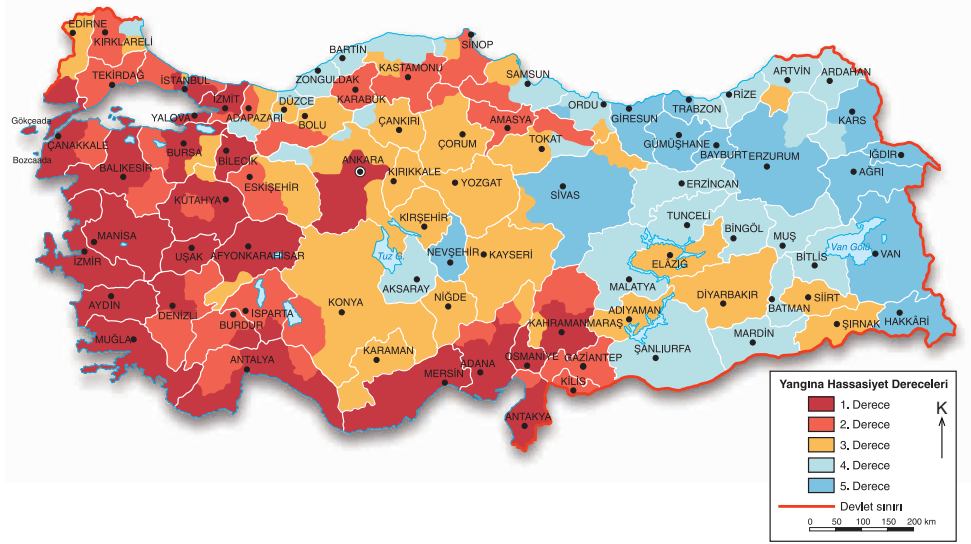 EDİRNE
KIRKLARELİ
TEKİRDAĞ
İSTANBUL
İZMİT
YALOVA
ADAPAZARI
DÜZCE
BOLU
ZONGULDAK
BARTIN
KARABÜK
KASTAMONU
SİNOP
SAMSUN
ORDU
GİRESUN
TRABZON
RİZE
ARTVİN
ARDAHAN
KARS
IĞDIR
AĞRI
Gökçeada
Bozcaada
ÇANAKKALE
BALIKESİR
BURSA
BİLECİK
ESKİŞEHİR
KÜTAHYA
ANKARA
ÇANKIRI
KIRIKKALE
ÇORUM
AMASYA
TOKAT
YOZGAT
SİVAS
GÜMÜŞHANE
BAYBURT
ERZURUM
ERZİNCAN
TUNCELİ
BİNGÖL
MUŞ
BİTLİS
Van Gölü
VAN
MANİSA
İZMİR
UŞAK
AFYONKARAHİSAR
KIRŞEHİR
NEVŞEHİR
KAYSERİ
Tuz G.
AKSARAY
NİĞDE
KONYA
KARAMAN
MALATYA
ELÂZIĞ
DİYARBAKIR
BATMAN
SİİRT
ŞIRNAK
HAKKÂRİ
MARDİN
ADIYAMAN
ŞANLIURFA
AYDIN
DENİZLİ
ISPARTA
BURDUR
MUĞLA
ANTALYA
MERSİN
ADANA
OSMANİYE
KAHRAMANMARAŞ
GAZİANTEP
KİLİS
ANTAKYA
Yangına Hassasiyet Dereceleri
1. Derece
2. Derece
3. Derece
4. Derece
5. Derece
K
Devlet sınırı
0 50 100 150 200 km